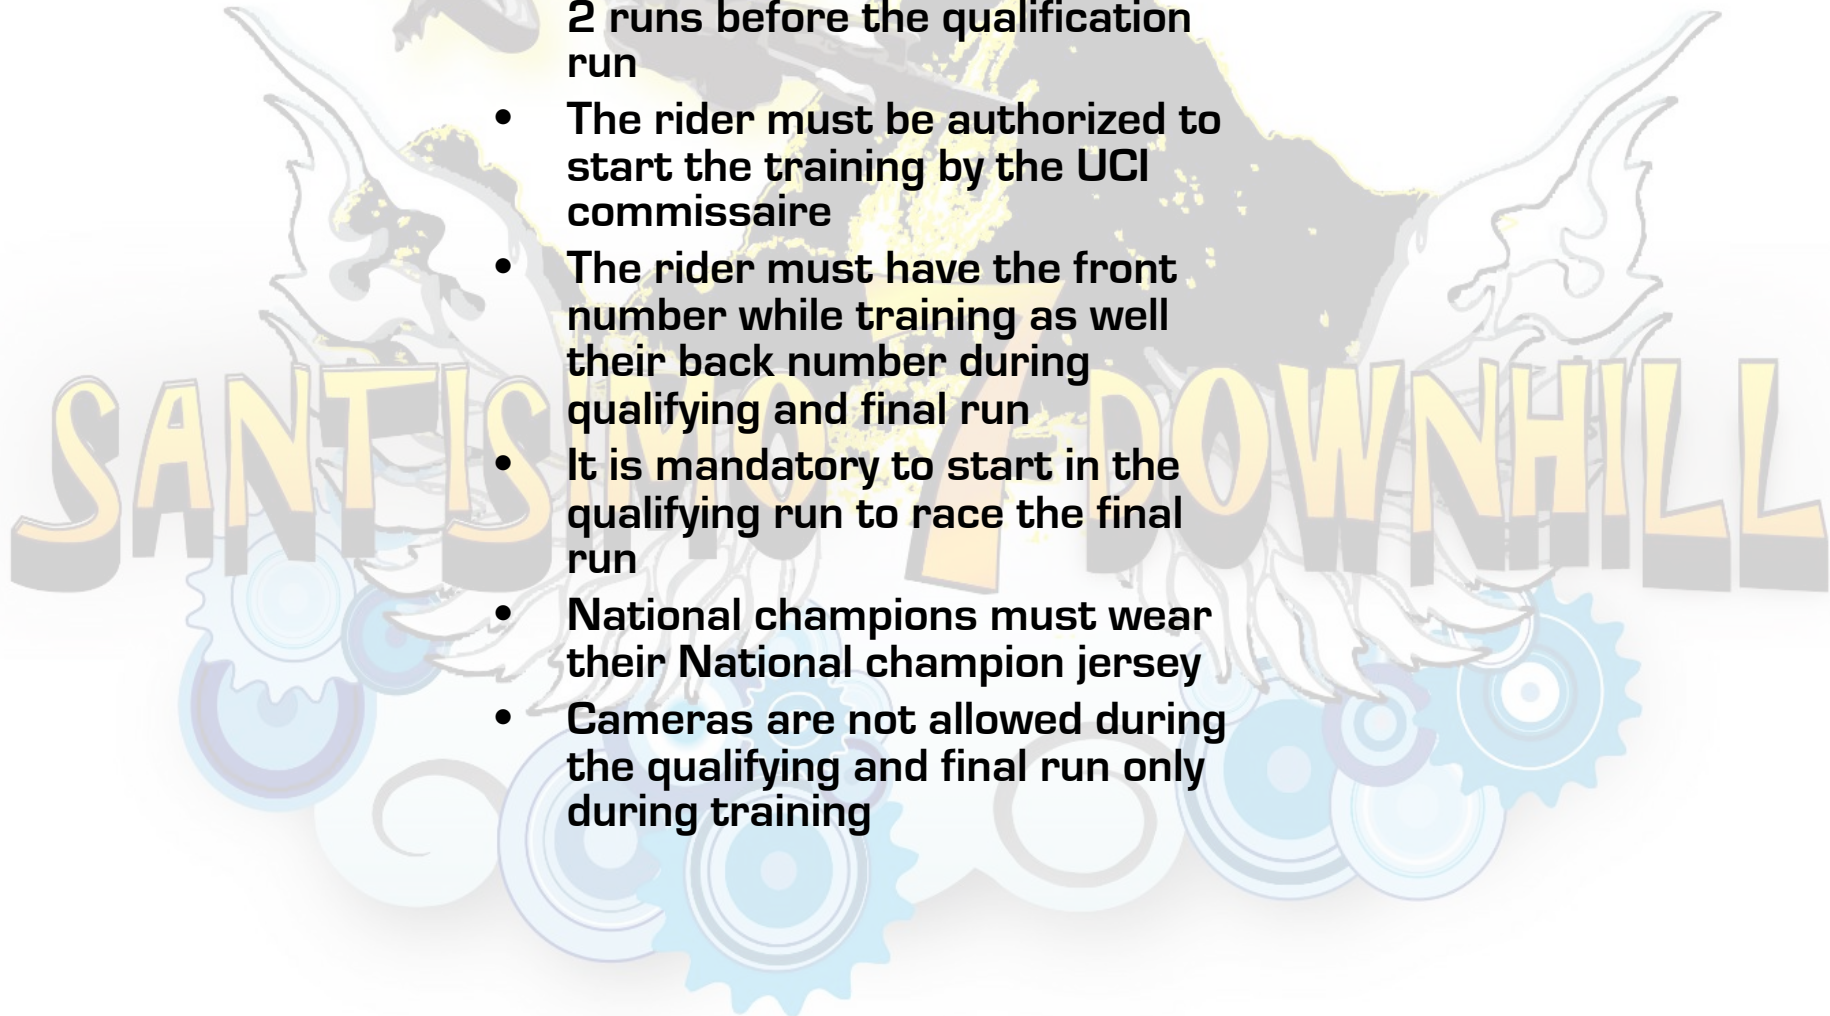 2 runs before the qualification
run
• The rider must be authorized to
start the training by the UCI
commissaire
• The rider must have the front
number while training as well
their back number during
qualifying and final run
• It is mandatory to start in the
qualifying run to race the final
run
• National champions must wear
their National champion jersey
• Cameras are not allowed during
the qualifying and final run only
during training
SANTISIMO 7 DOWNHILL